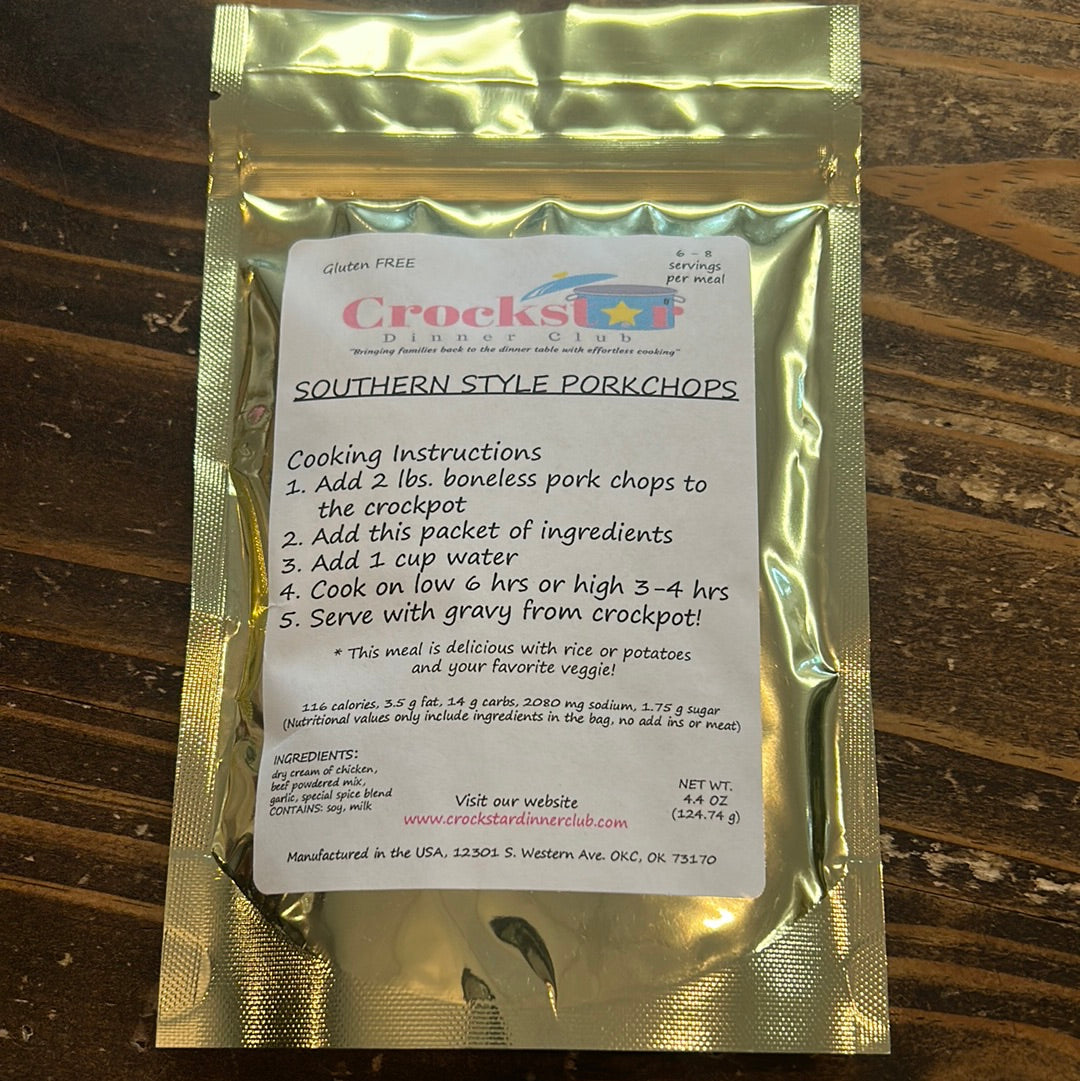 Gluten FREE
6 - 8
servings
per meal
Crockstar
Dinner Club
"Bringing families back to the dinner table with effortless cooking"
SOUTHERN STYLE PORKCHOPS
Cooking Instructions
1. Add 2 lbs. boneless pork chops to
the crockpot
2. Add this packet of ingredients
3. Add 1 cup water
4. Cook on low 6 hrs or high 3-4 hrs
5. Serve with gravy from crockpot!
* This meal is delicious with rice or potatoes
and your favorite veggie!
116 calories, 3.5 g fat, 14 g carbs, 2080 mg sodium, 1.75 g sugar
(Nutritional values only include ingredients in the bag, no add ins or meat)
INGREDIENTS:
dry cream of chicken,
beef powdered mix,
garlic, special spice blend
CONTAINS: soy, milk
Visit our website
www.crockstardinnerclub.com
NET WT.
4.4 OZ
(124.74 g)
Manufactured in the USA, 12301 S. Western Ave. OKC, OK 73170